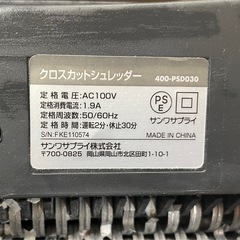 クロスカットシュレッダー 400-PSD030
定格電圧:AC100V
定格消費電流:1.9A
定格周波数:50/60Hz
定格時間:運転2分・休止30分
S/N:FKE110574
PS
E
サンワサプライ
MADE IN CHINA
サンワサプライ株式会社
〒700-0825 岡山県岡山市北区田町1-10-1